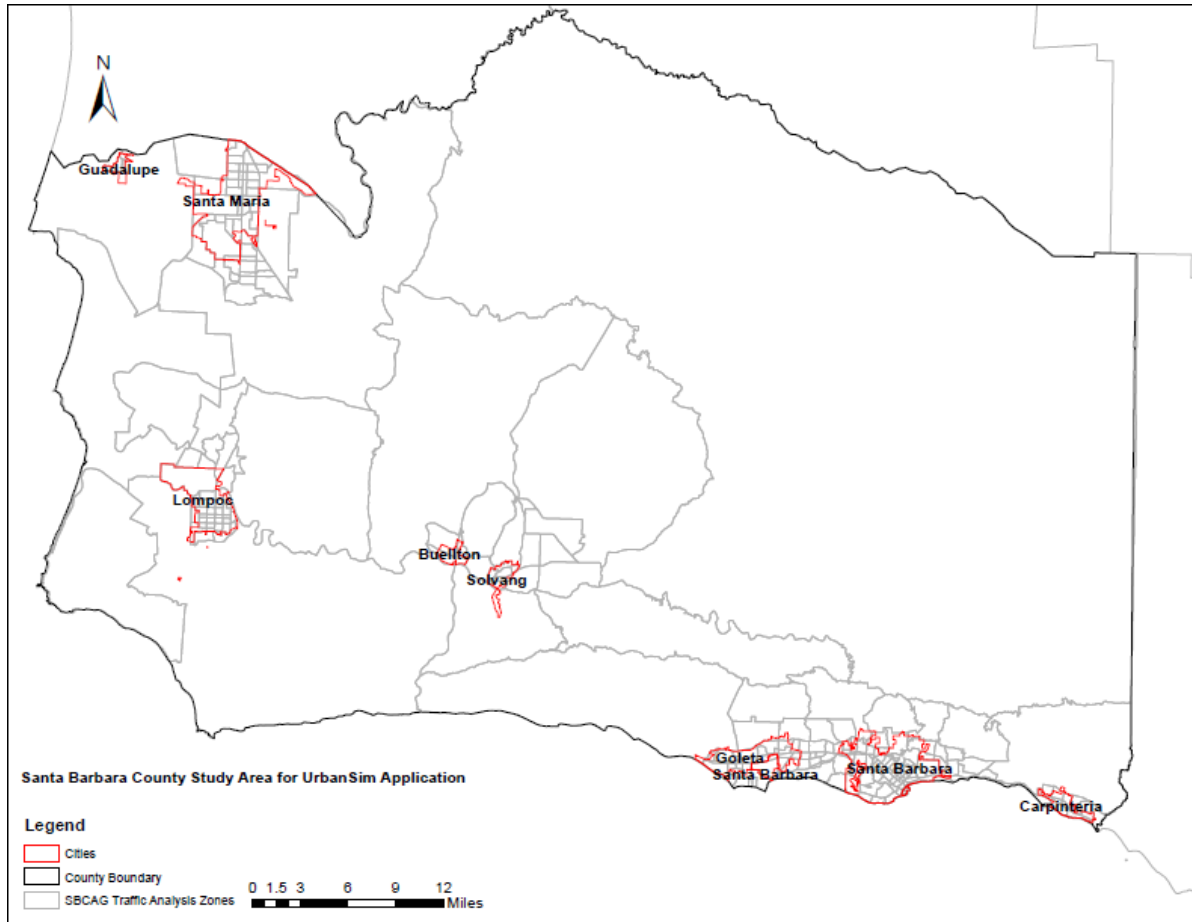 N
Guadalupe
Santa Maria
Lompoc
Buellton
Solvang
Goleta
Santa Barbara
Santa Barbara
Carpinteria
Santa Barbara County Study Area for UrbanSim Application
Legend
Cities
County Boundary
SBCAG Traffic Analysis Zones
0 1.5 3 6 9 12
Miles